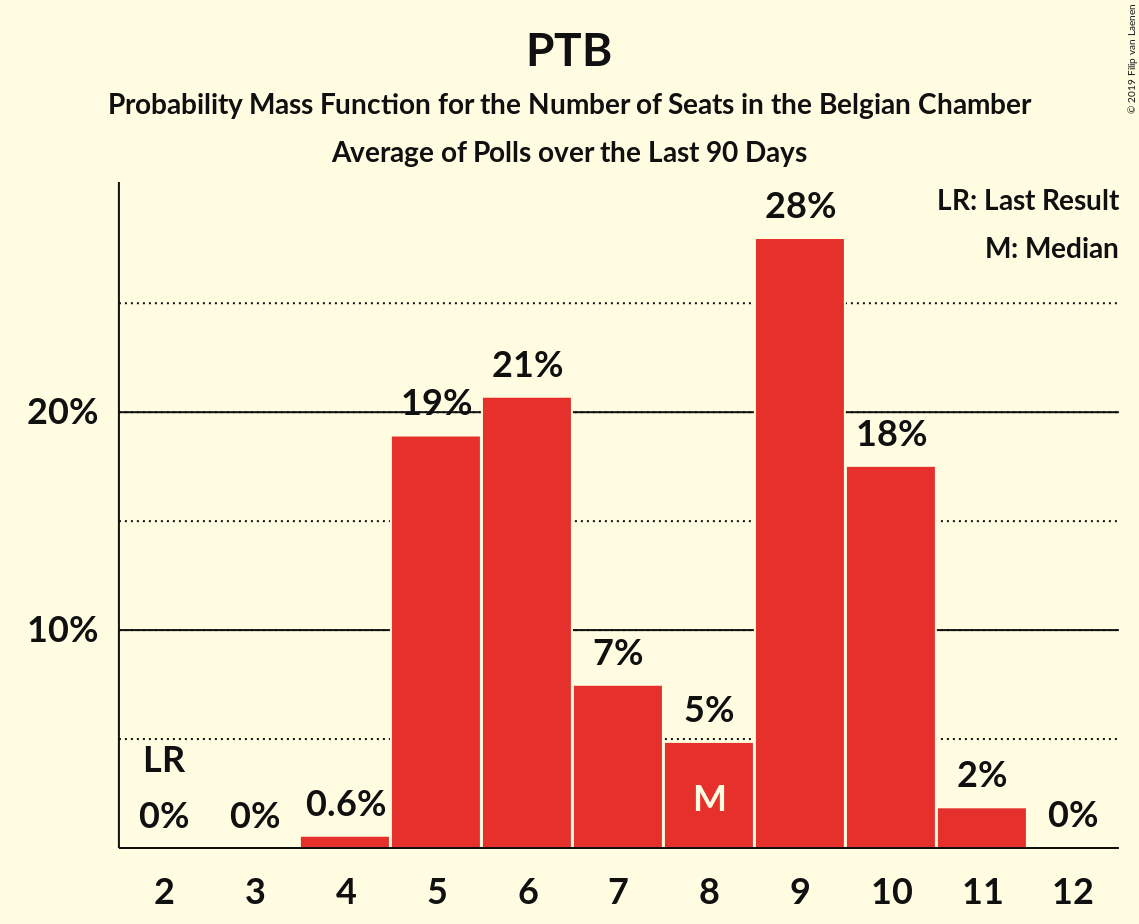 PTB
Probability Mass Function for the Number of Seats in the Belgian Chamber
Average of Polls over the Last 90 Days
© 2019 Filip van Laenen
LR: Last Result
M: Median
28%
21%
19%
20%
18%
10%
7%
5%
LR
2%
0.6%
M
0%
0%
0%
2 3 4 5 6 7 8 9 10 11 12